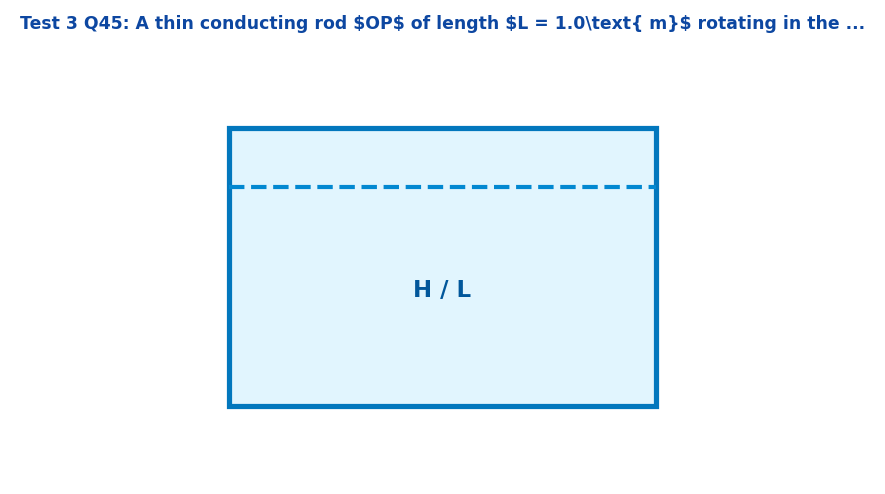 Test 3 Q45: A thin conducting rod $OP$ of length $L = 1.0\text{ m}$ rotating in the ...
H / L